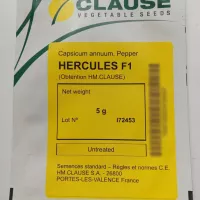 CLAUSE
VEGETABLE SEEDS
Capsicum annuum. Pepper
HERCULES F1
(Obtention HM.CLAUSE)
Net weight
5 g
Lot N° I72453
Untreated
Semences standard – Règles et normes C.E.
HM CLAUSE S.A. - 26800
PORTES-LES-VALENCE France